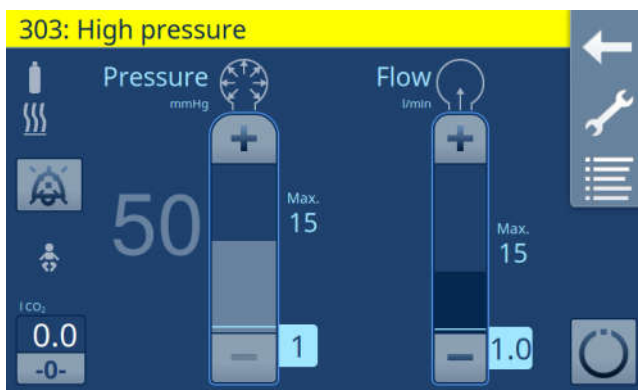 303: High pressure
Pressure
mmHg
Flow
l/min
50
Max.
15
Max.
15
I CO₂
0.0
-0-
1
1.0